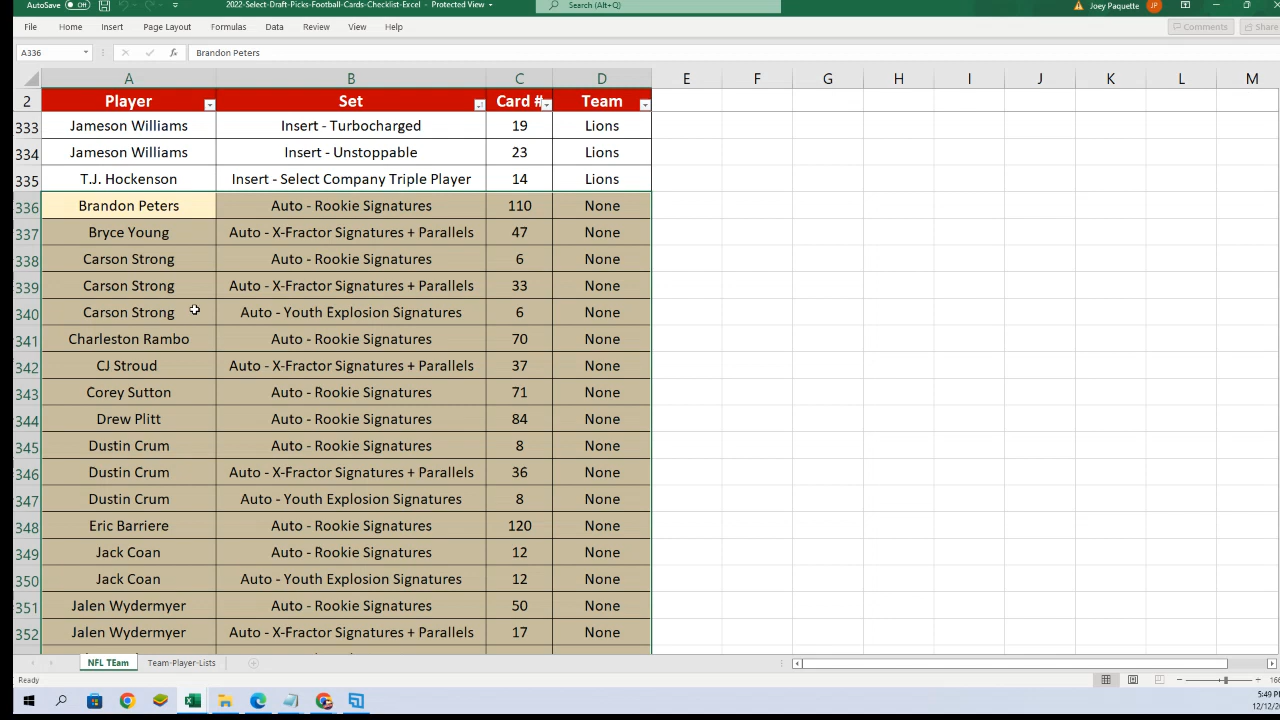 AutoSave Off 2022-Select-Draft-Picks-Football-Cards-Checklist-Excel - Protected View Search (Alt+Q) Joey Paquette JP
File Home Insert Page Layout Formulas Data Review View Help Comments Share
A336 fx Brandon Peters
A B C D E F G H I J K L M
2 Player Set Card # Team
333 Jameson Williams Insert - Turbocharged 19 Lions
334 Jameson Williams Insert - Unstoppable 23 Lions
335 T.J. Hockenson Insert - Select Company Triple Player 14 Lions
336 Brandon Peters Auto - Rookie Signatures 110 None
337 Bryce Young Auto - X-Fractor Signatures + Parallels 47 None
338 Carson Strong Auto - Rookie Signatures 6 None
339 Carson Strong Auto - X-Fractor Signatures + Parallels 33 None
340 Carson Strong Auto - Youth Explosion Signatures 6 None
341 Charleston Rambo Auto - Rookie Signatures 70 None
342 CJ Stroud Auto - X-Fractor Signatures + Parallels 37 None
343 Corey Sutton Auto - Rookie Signatures 71 None
344 Drew Plitt Auto - Rookie Signatures 84 None
345 Dustin Crum Auto - Rookie Signatures 8 None
346 Dustin Crum Auto - X-Fractor Signatures + Parallels 36 None
347 Dustin Crum Auto - Youth Explosion Signatures 8 None
348 Eric Barriere Auto - Rookie Signatures 120 None
349 Jack Coan Auto - Rookie Signatures 12 None
350 Jack Coan Auto - Youth Explosion Signatures 12 None
351 Jalen Wydermyer Auto - Rookie Signatures 50 None
352 Jalen Wydermyer Auto - X-Fractor Signatures + Parallels 17 None
NFL TEam Team-Player-Lists
Ready
5:49
12/12/